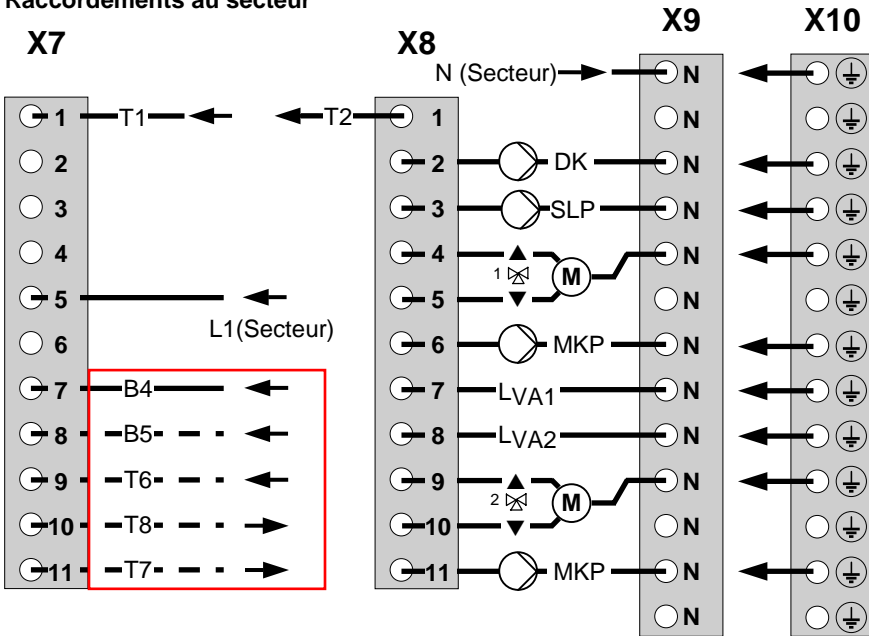 Raccordements au secteur
X7 X8 X9 X10
N (Secteur) N
1 T1 T2 1 N
2 2 DK N
3 3 SLP N
4 4 1 M N
5 5 N
L1(Secteur)
6 6 MKP N
7 B4 7 LVA1 N
8 B5 8 LVA2 N
9 T6 9 2 M N
10 T8 10 N
11 T7 11 MKP N
N